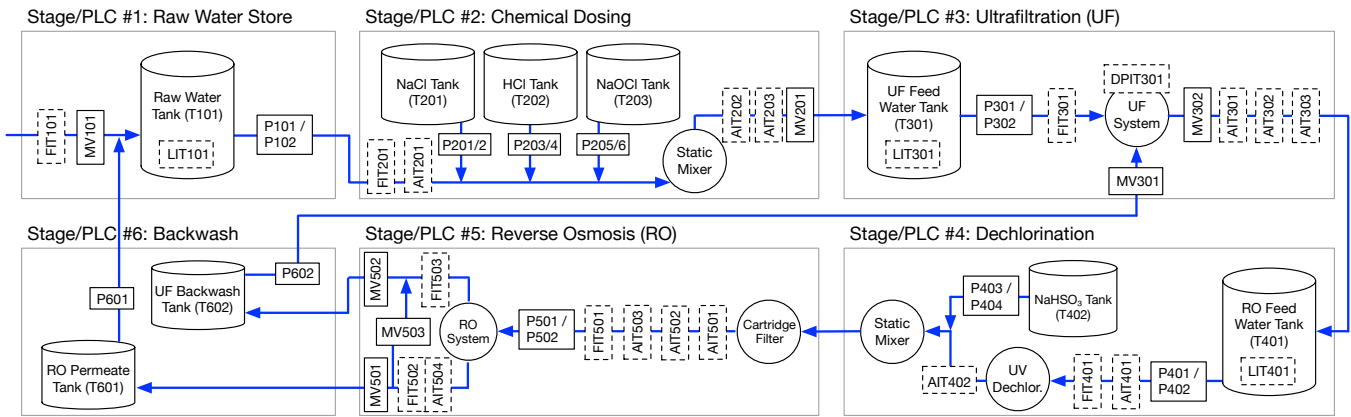 Stage/PLC #1: Raw Water Store
FIT101
MV101
Raw Water
Tank (T101)
LIT101
P101 /
P102
Stage/PLC #2: Chemical Dosing
NaCl Tank
(T201)
HCl Tank
(T202)
NaOCl Tank
(T203)
P201/2
P203/4
P205/6
FIT201
AIT201
Static
Mixer
AIT202
AIT203
MV201
Stage/PLC #3: Ultrafiltration (UF)
UF Feed
Water Tank
(T301)
LIT301
P301 /
P302
FIT301
DPIT301
UF
System
MV302
AIT301
AIT302
AIT303
MV301
Stage/PLC #6: Backwash
P601
UF Backwash
Tank (T602)
P602
RO Permeate
Tank (T601)
Stage/PLC #5: Reverse Osmosis (RO)
MV502
FIT503
MV503
MV501
FIT502
AIT504
RO
System
P501 /
P502
FIT501
AIT503
AIT502
AIT501
Cartridge
Filter
Stage/PLC #4: Dechlorination
Static
Mixer
P403 /
P404
NaHSO₃ Tank
(T402)
AIT402
UV
Dechlor.
FIT401
AIT401
P401 /
P402
RO Feed
Water Tank
(T401)
LIT401